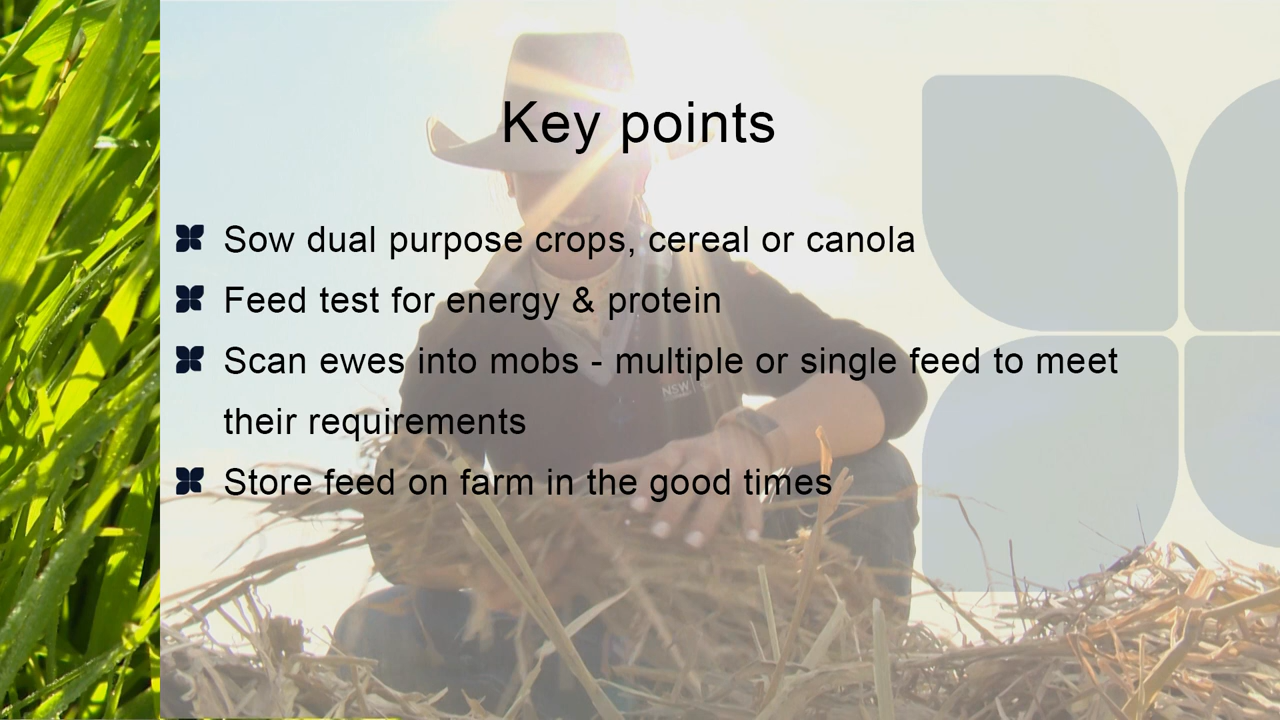 Key points
Sow dual purpose crops, cereal or canola
Feed test for energy & protein
Scan ewes into mobs - multiple or single feed to meet
their requirements
NSW
Store feed on farm in the good times